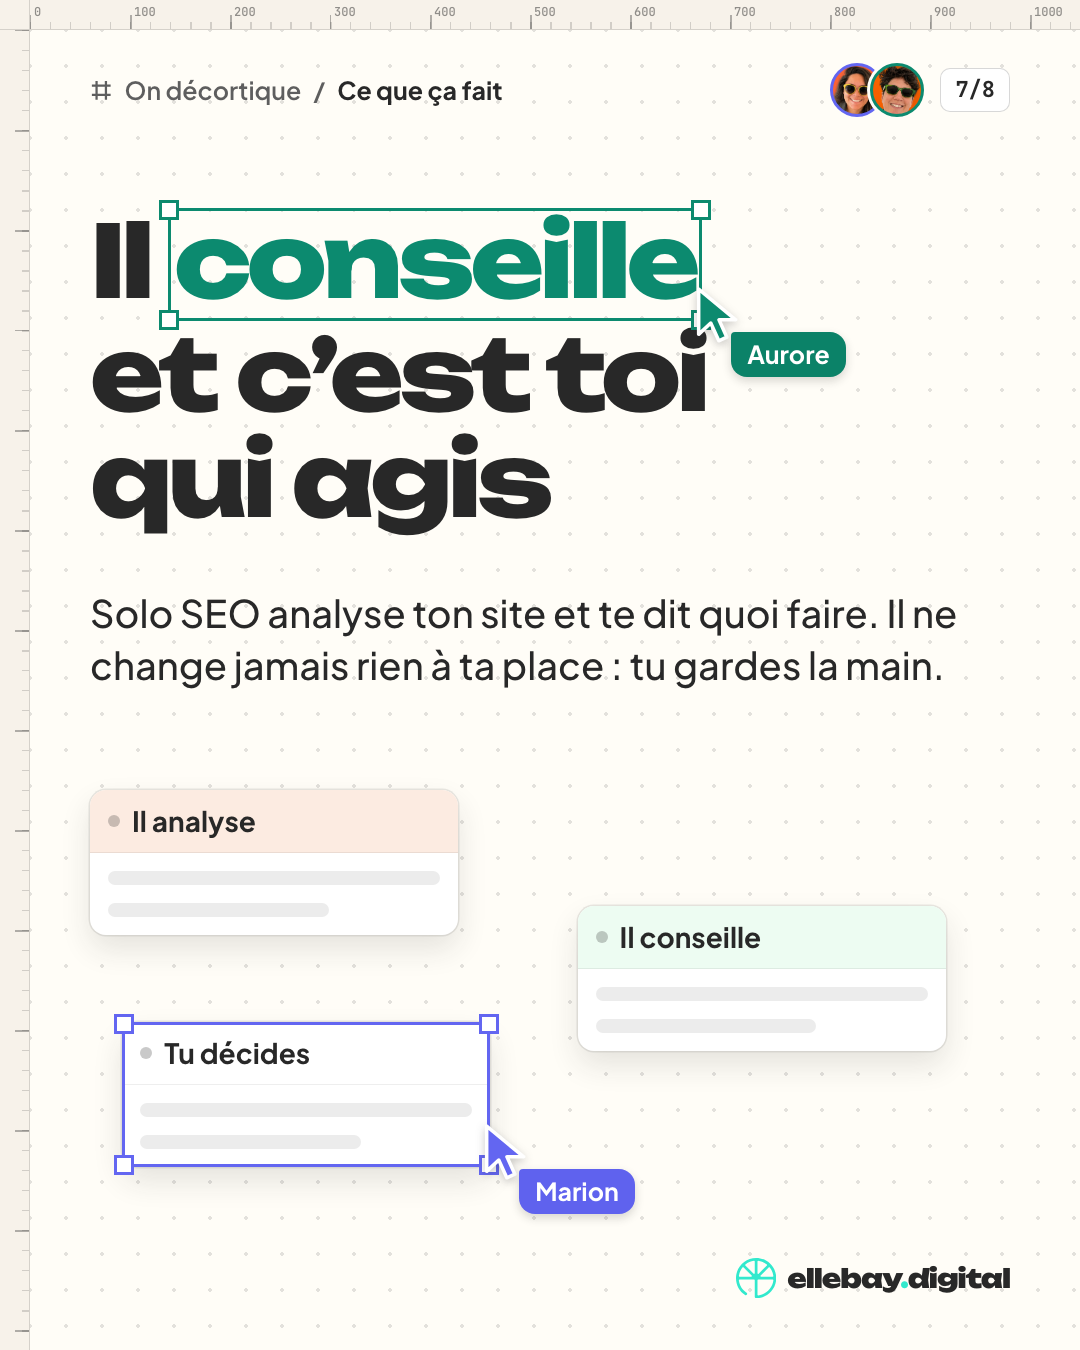 0 100 200 300 400 500 600 700 800 900 1000
On décortique / Ce que ça fait
7/8
Il conseille
Aurore
et c’est toi
qui agis
Solo SEO analyse ton site et te dit quoi faire. Il ne
change jamais rien à ta place : tu gardes la main.
Il analyse
Il conseille
Tu décides
Marion
ellebay.digital